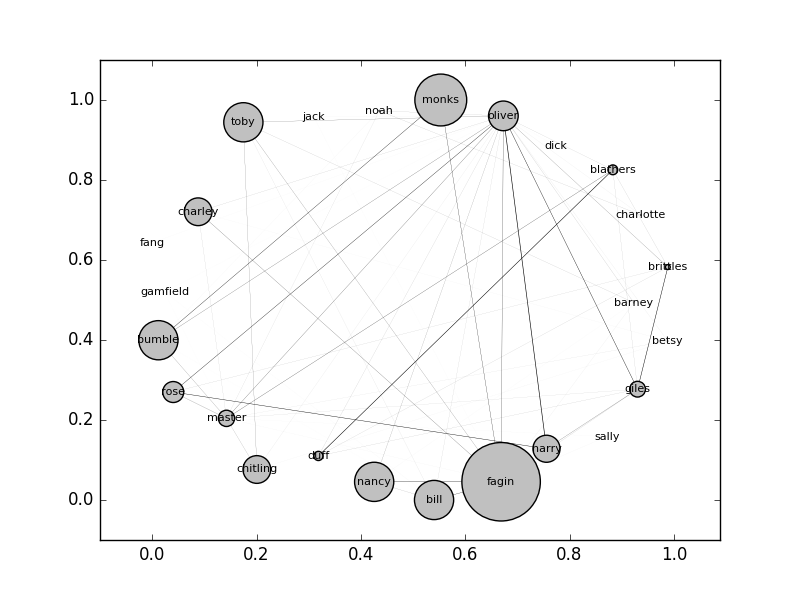 monks
1.0
noah
oliver
jack
toby
dick
blathers
0.8
charley
charlotte
fang
0.6
brittles
gamfield
barney
0.4
bumble
betsy
rose
giles
0.2
master
sally
harry
duff
chitling
nancy
fagin
bill
0.0
0.0 0.2 0.4 0.6 0.8 1.0